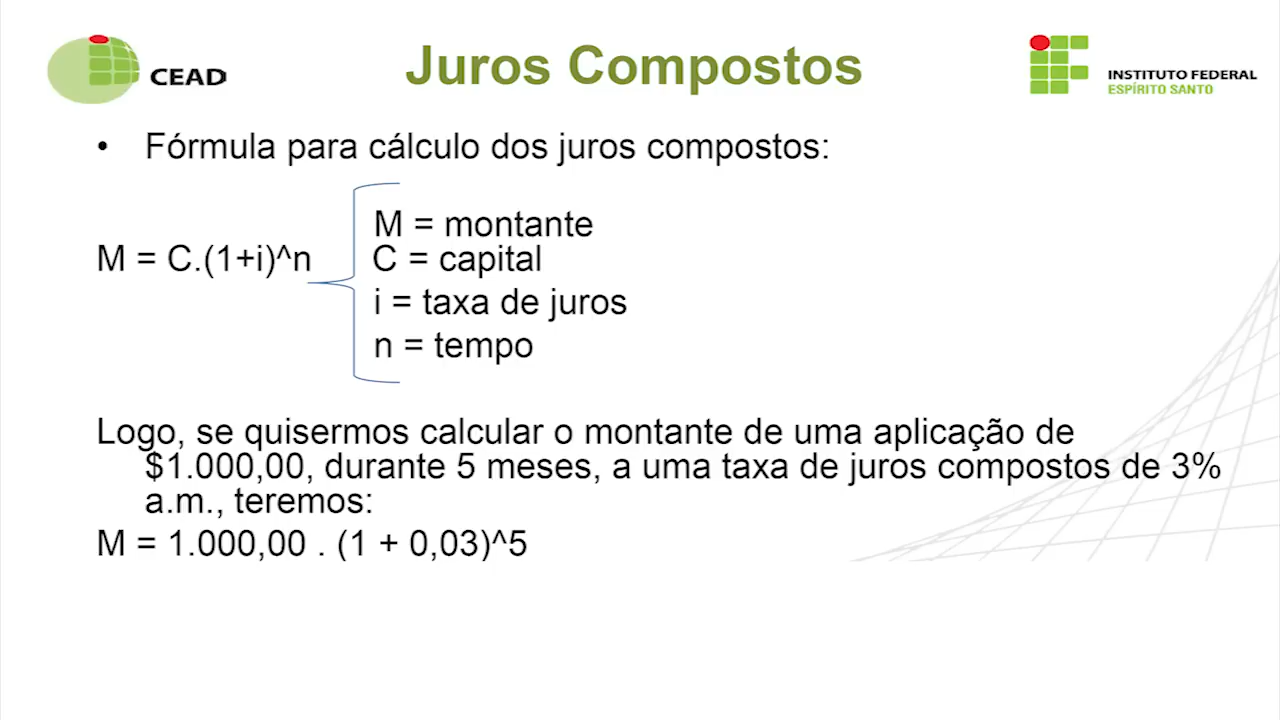 CEAD
Juros Compostos
INSTITUTO FEDERAL
ESPÍRITO SANTO
• Fórmula para cálculo dos juros compostos:
M = montante
M = C.(1+i)^n C = capital
i = taxa de juros
n = tempo
Logo, se quisermos calcular o montante de uma aplicação de
$1.000,00, durante 5 meses, a uma taxa de juros compostos de 3%
a.m., teremos:
M = 1.000,00 . (1 + 0,03)^5